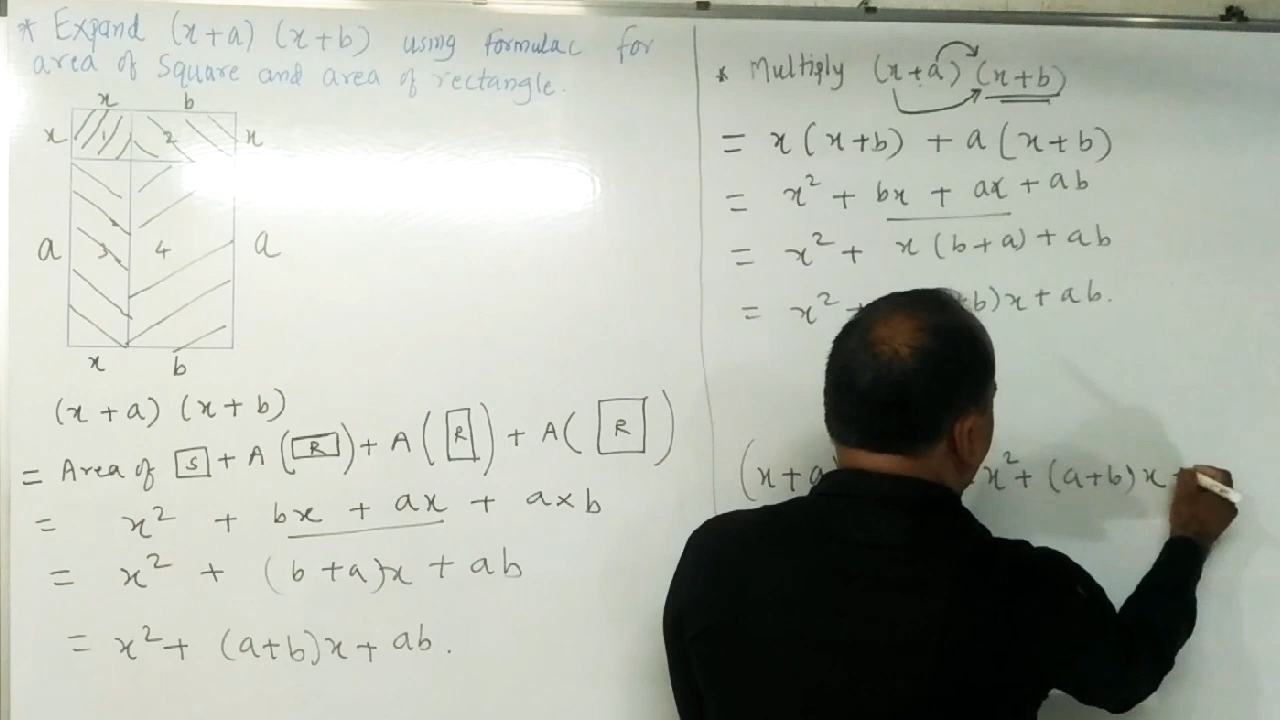 * Expand (x+a) (x+b) using formulae for
area of square and area of rectangle.
x b
x 1 2 x
a 3 4 a
x b
(x+a) (x+b)
= Area of [S] + A ([R]) + A ([R]) + A ([R])
= x² + bx + ax + a×b
= x² + (b+a)x + ab
= x² + (a+b)x + ab.
* Multiply (x+a) (x+b)
= x(x+b) + a(x+b)
= x² + bx + ax + ab
= x² + x(b+a) + ab
= x² +b)x + ab.
(x+a x² + (a+b)x